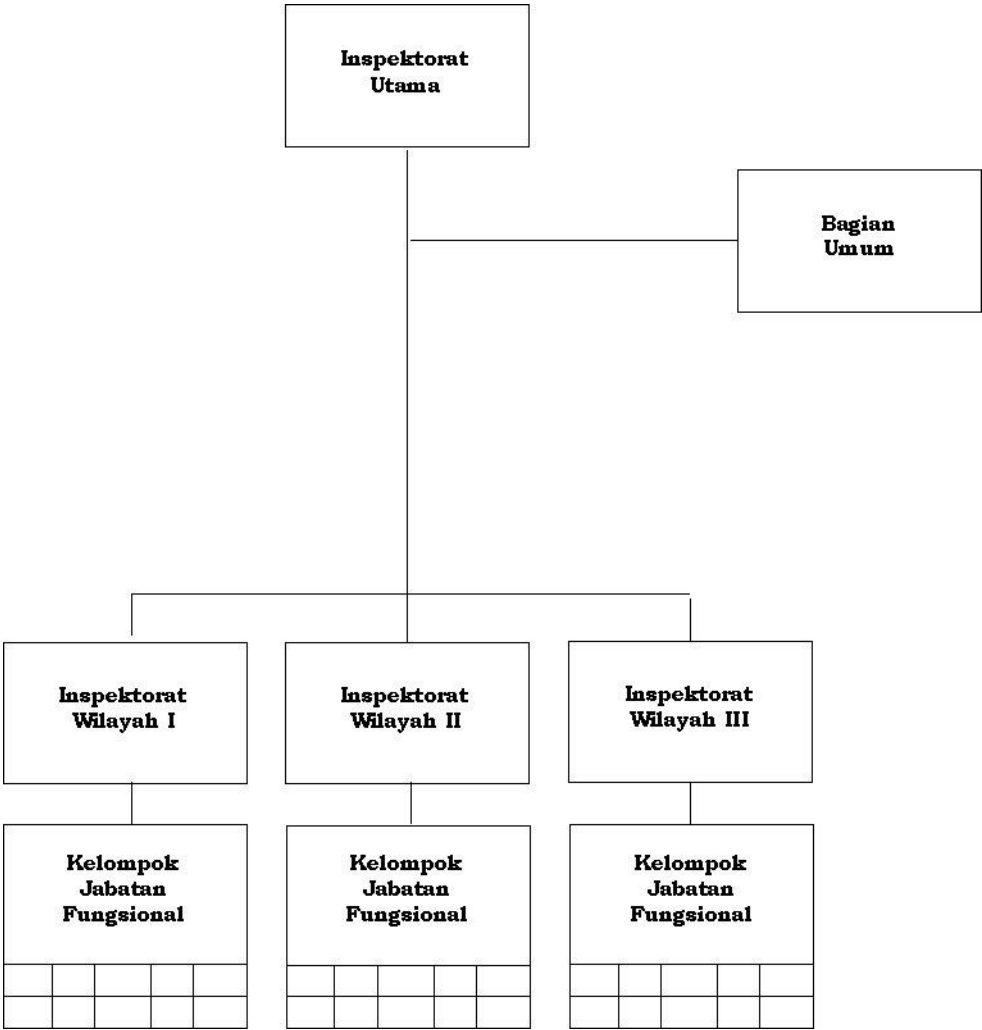 Inspektorat
Utama
Bagian
Umum
Inspektorat
Wilayah I
Inspektorat
Wilayah II
Inspektorat
Wilayah III
Kelompok
Jabatan
Fungsional
Kelompok
Jabatan
Fungsional
Kelompok
Jabatan
Fungsional